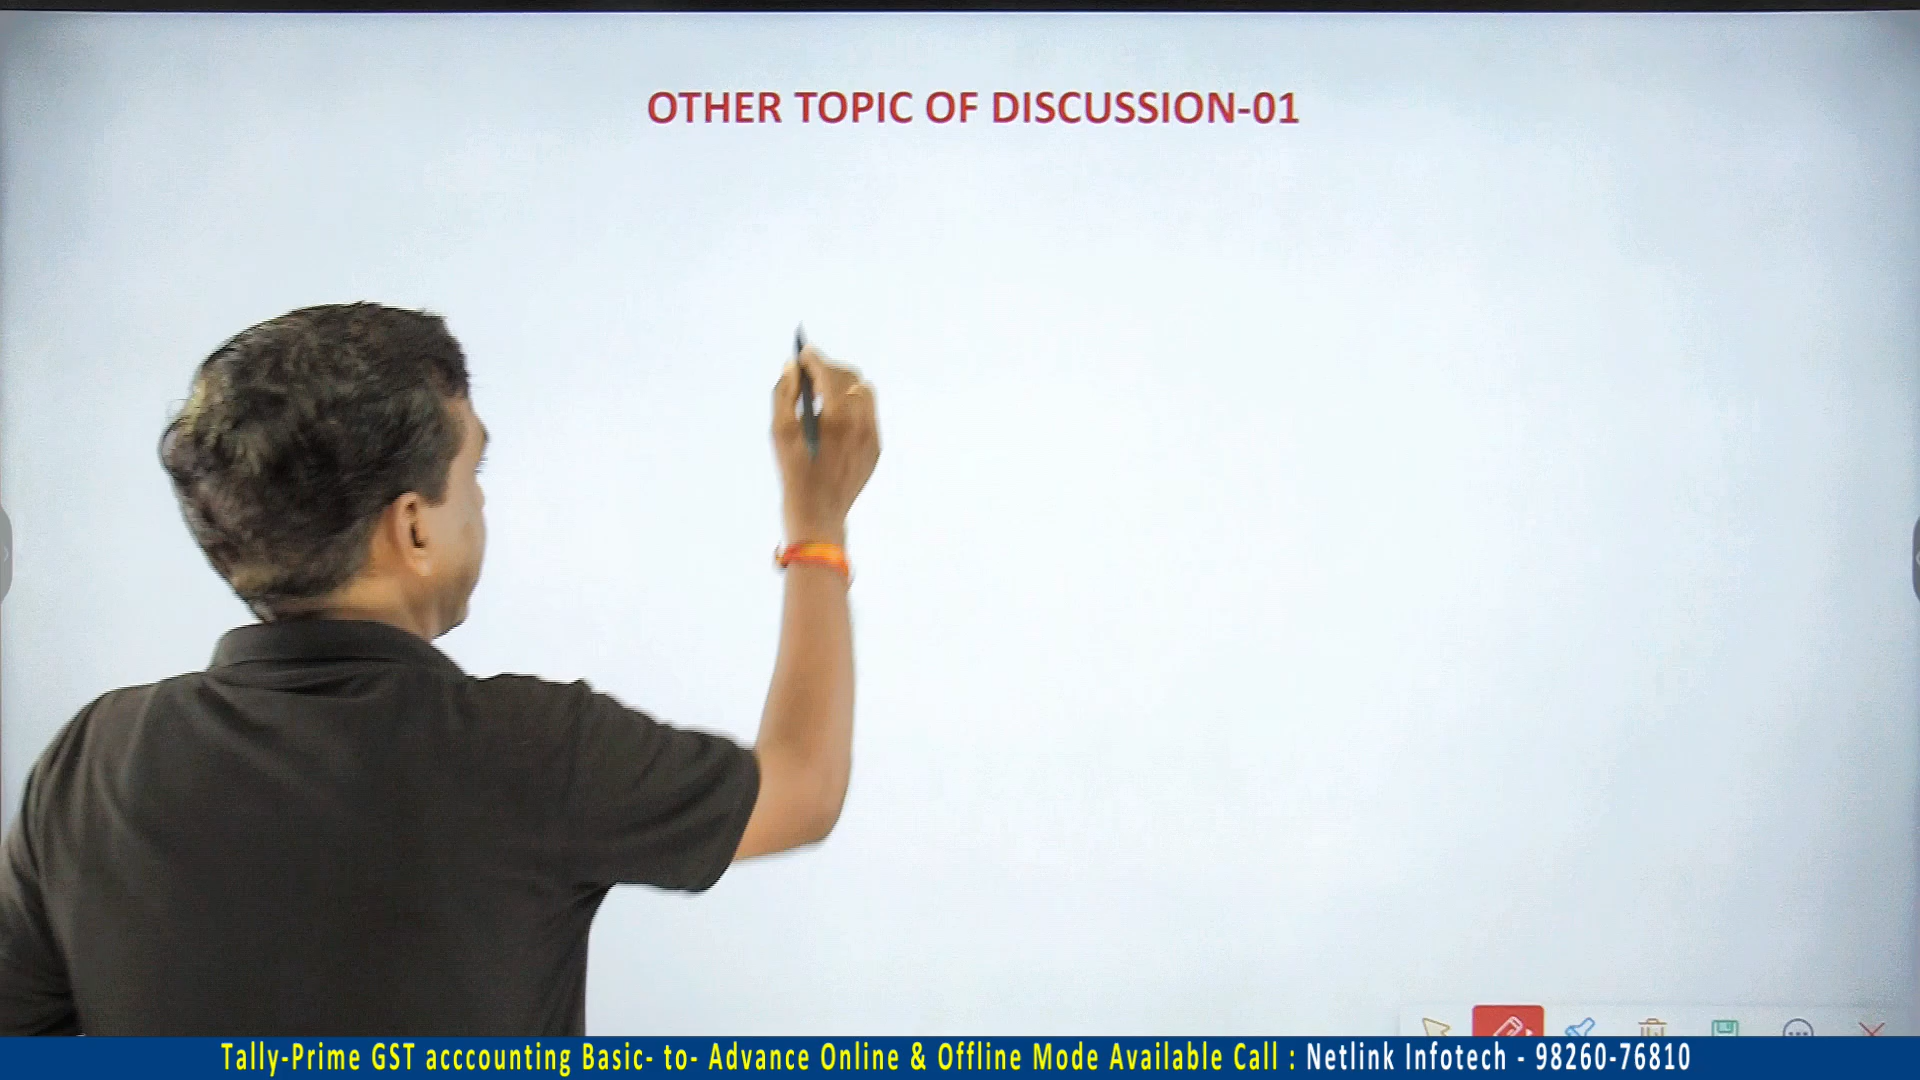 OTHER TOPIC OF DISCUSSION-01
Tally-Prime GST acccounting Basic- to- Advance Online & Offline Mode Available Call : Netlink Infotech - 98260-76810